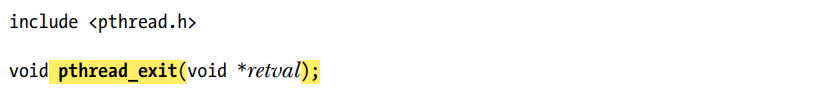 include <pthread.h>
void pthread_exit(void *retval);